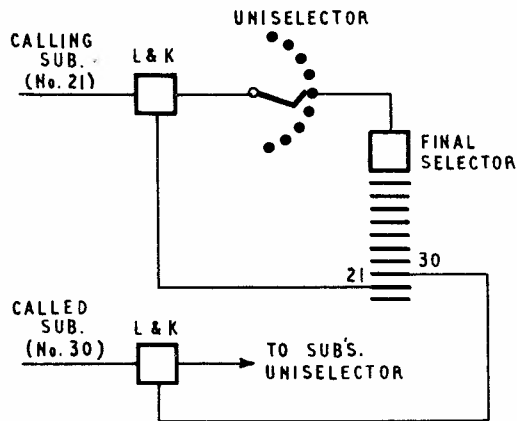 UNISELECTOR
CALLING
SUB.
(No. 21)
L & K
FINAL
SELECTOR
30
21
CALLED
SUB.
(No. 30)
L & K
TO SUB'S.
UNISELECTOR